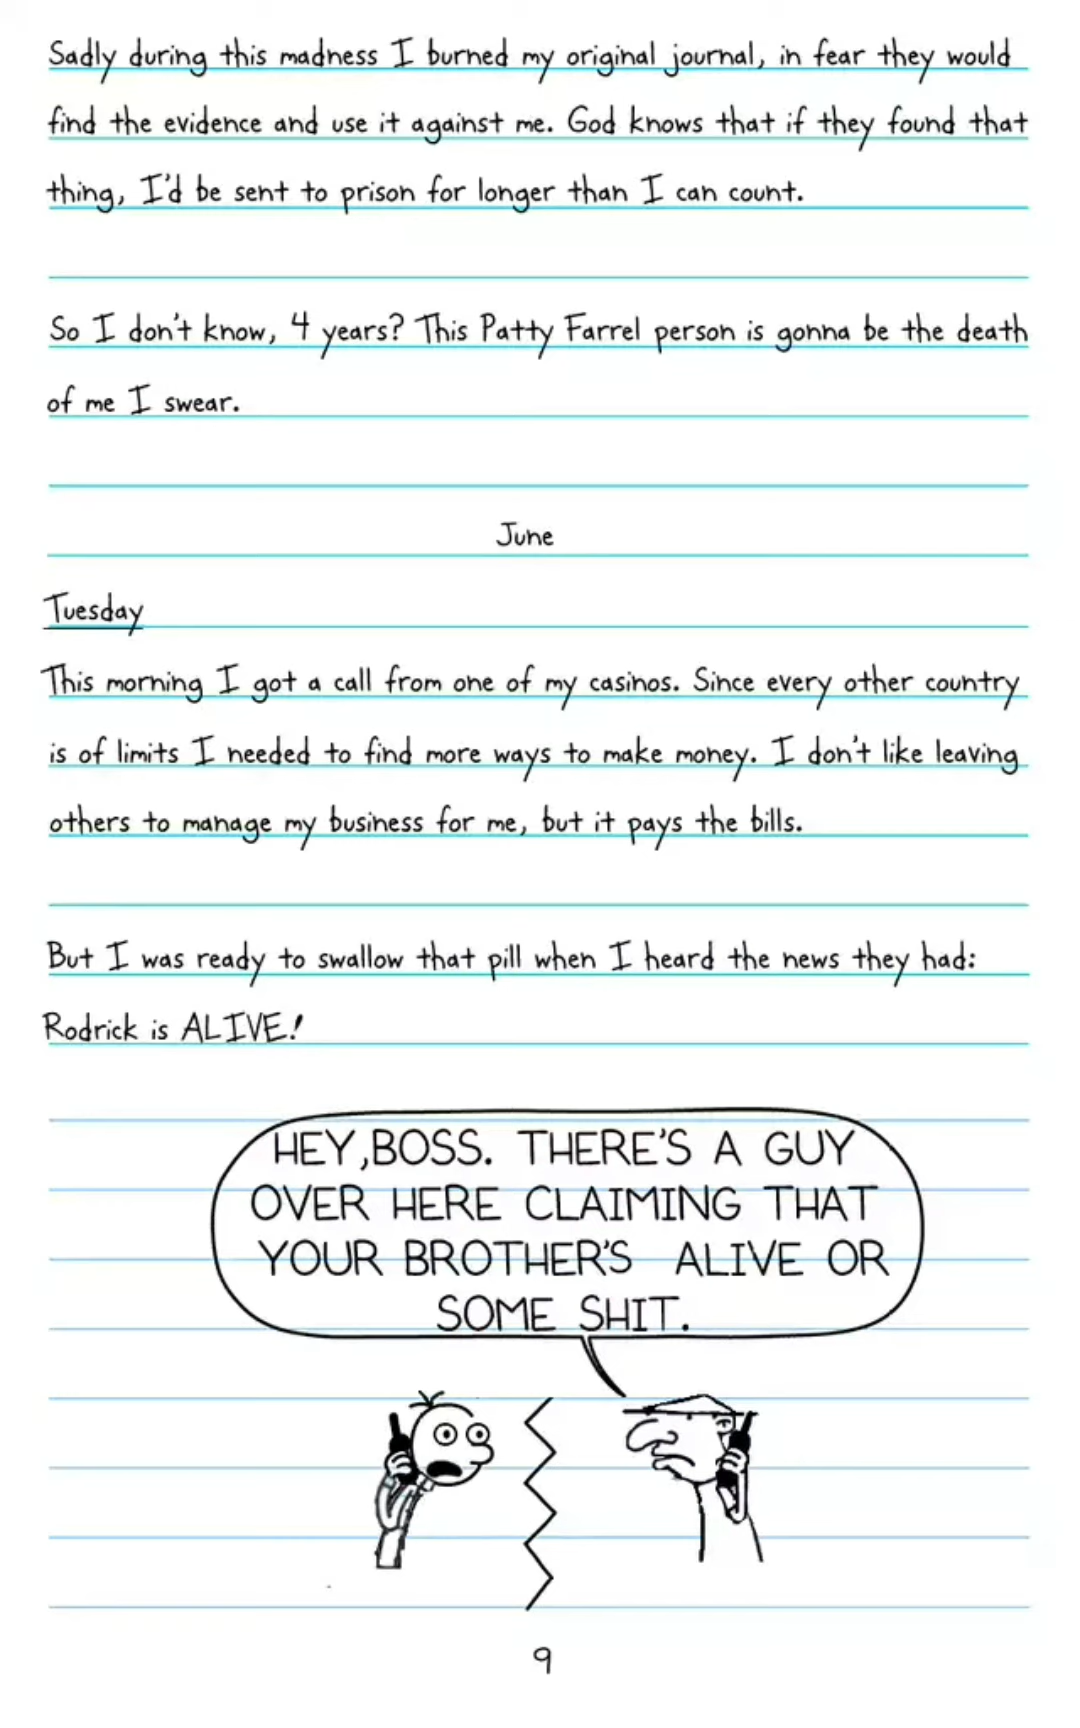 Sadly during this madness I burned my original journal, in fear they would
find the evidence and use it against me. God knows that if they found that
thing, I'd be sent to prison for longer than I can count.
So I don't know, 4 years? This Patty Farrel person is gonna be the death
of me I swear.
June
Tuesday
This morning I got a call from one of my casinos. Since every other country
is of limits I needed to find more ways to make money. I don't like leaving
others to manage my business for me, but it pays the bills.
But I was ready to swallow that pill when I heard the news they had:
Rodrick is ALIVE!
HEY,BOSS. THERE'S A GUY
OVER HERE CLAIMING THAT
YOUR BROTHER'S ALIVE OR
SOME SHIT.
9